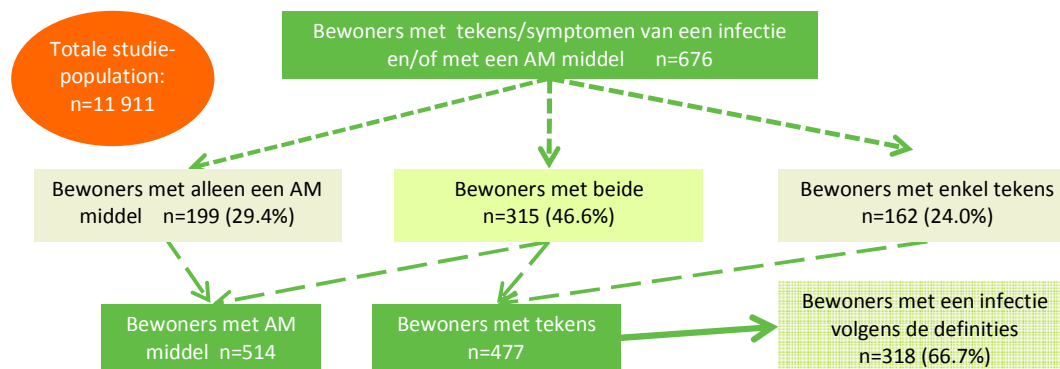 Totale studie-
population:
n=11 911
Bewoners met tekens/symptomen van een infectie
en/of met een AM middel n=676
Bewoners met alleen een AM
middel n=199 (29.4%)
Bewoners met beide
n=315 (46.6%)
Bewoners met enkel tekens
n=162 (24.0%)
Bewoners met AM
middel n=514
Bewoners met tekens
n=477
Bewoners met een infectie
volgens de definities
n=318 (66.7%)